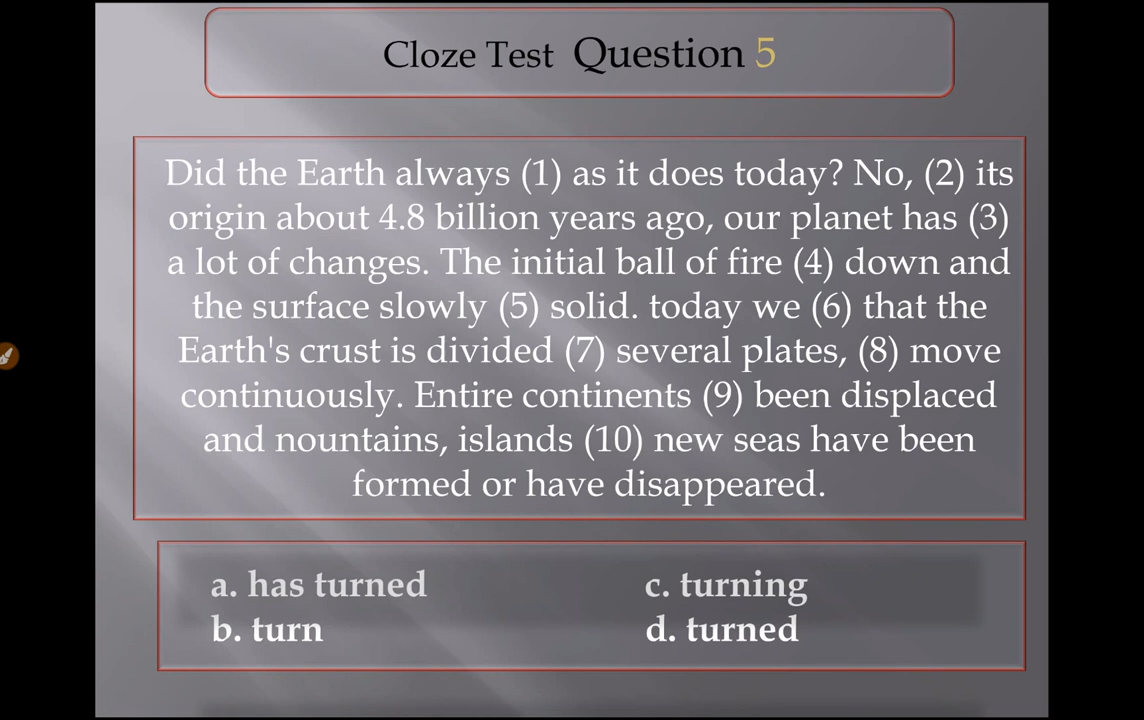 Cloze Test Question 5
Did the Earth always (1) as it does today? No, (2) its
origin about 4.8 billion years ago, our planet has (3)
a lot of changes. The initial ball of fire (4) down and
the surface slowly (5) solid. today we (6) that the
Earth's crust is divided (7) several plates, (8) move
continuously. Entire continents (9) been displaced
and nountains, islands (10) new seas have been
formed or have disappeared.
a. has turned
b. turn
c. turning
d. turned